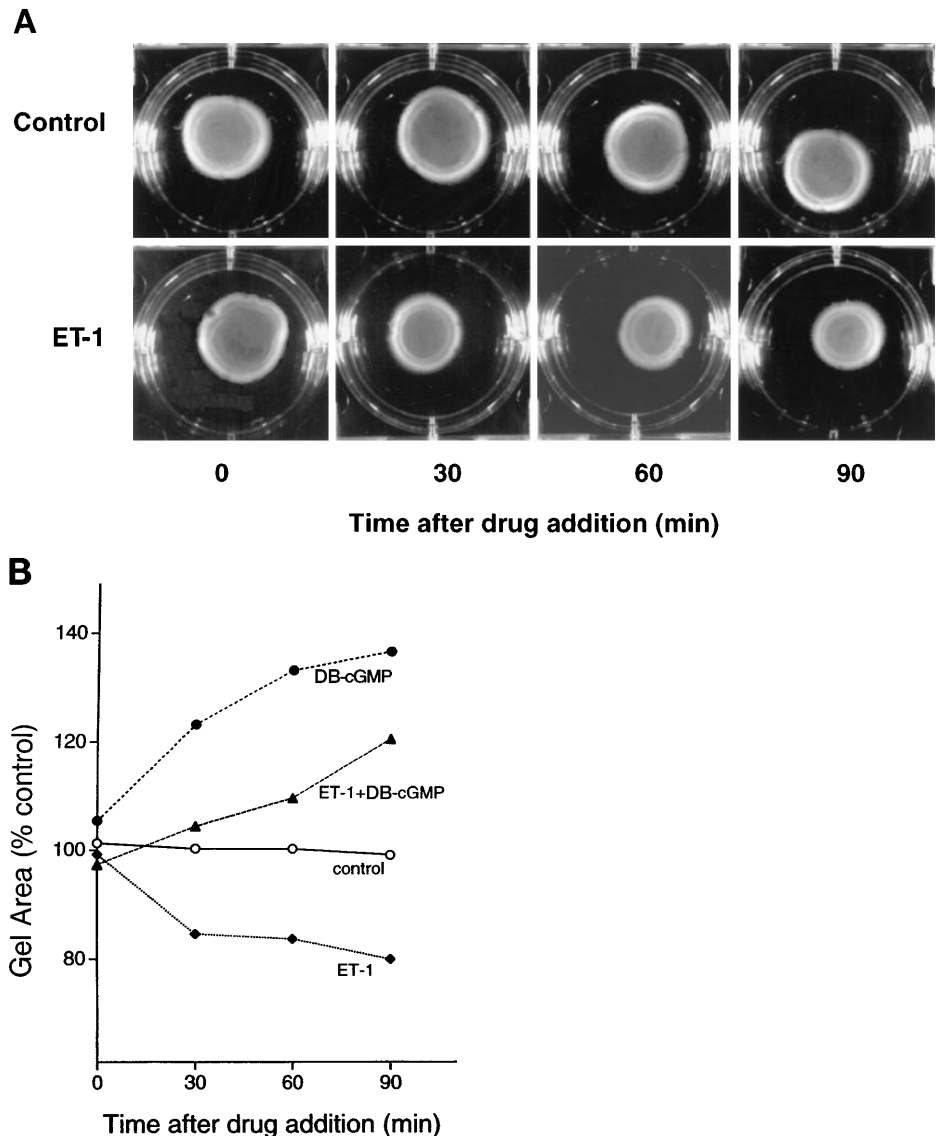 A
Control
ET-1
0 30 60 90
Time after drug addition (min)
B
Gel Area (% control)
140
120
100
80
DB-cGMP
ET-1+DB-cGMP
control
ET-1
0 30 60 90
Time after drug addition (min)